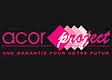 acor project
UNE GARANTIE POUR VOTRE FUTUR